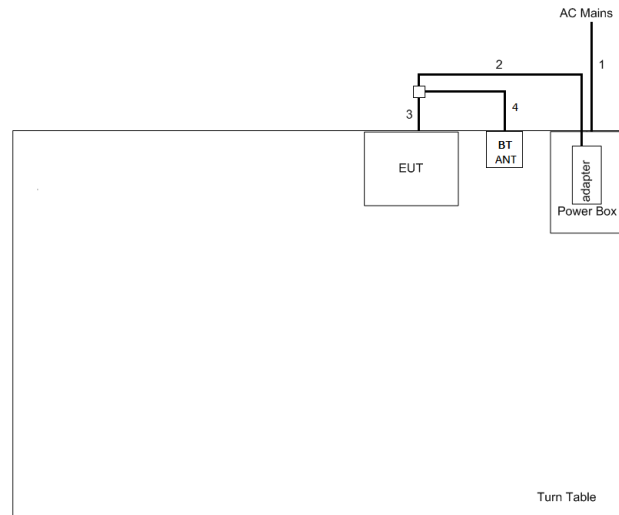 AC Mains
2
1
3
4
BT
ANT
EUT
adapter
Power Box
Turn Table